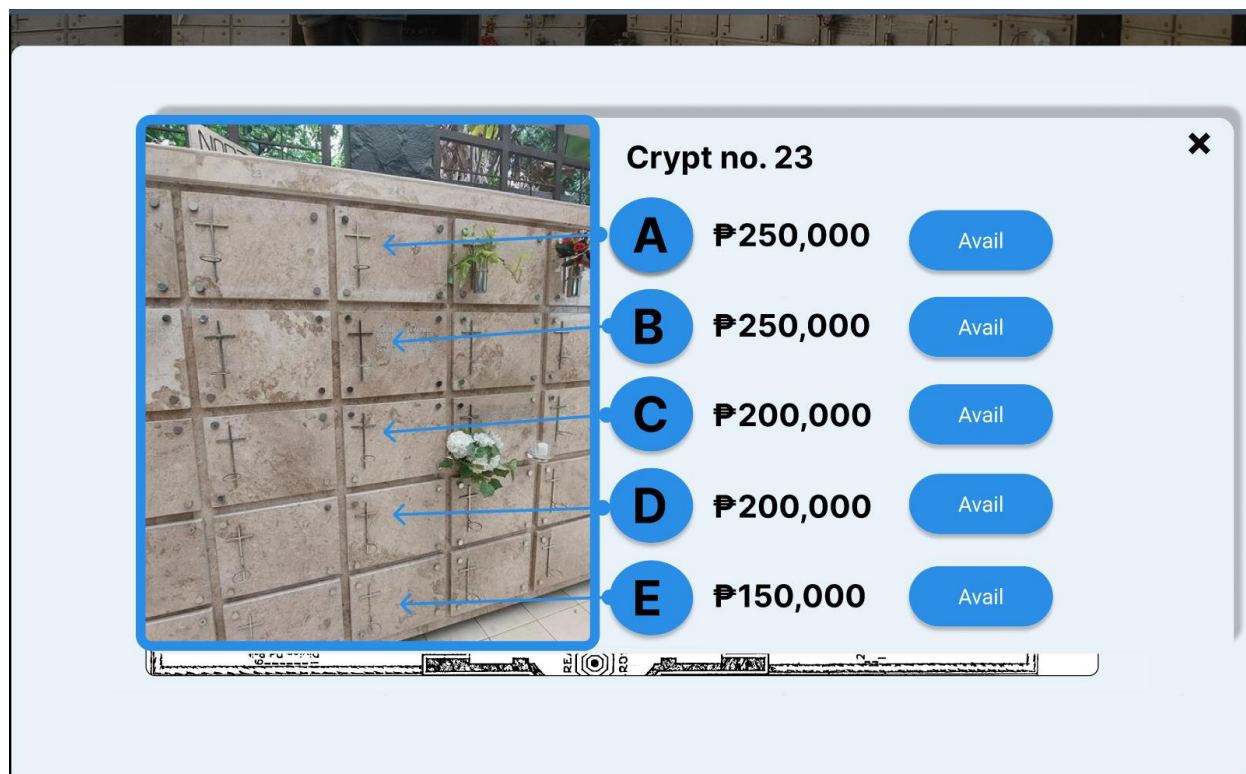 Crypt no. 23
A ₱250,000 Avail
B ₱250,000 Avail
C ₱200,000 Avail
D ₱200,000 Avail
E ₱150,000 Avail